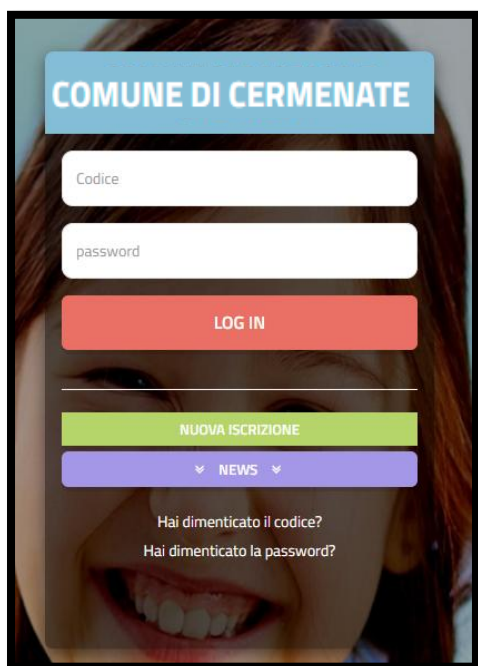 COMUNE DI CERMENATE
Codice
password
LOG IN
NUOVA ISCRIZIONE
NEWS
Hai dimenticato il codice?
Hai dimenticato la password?